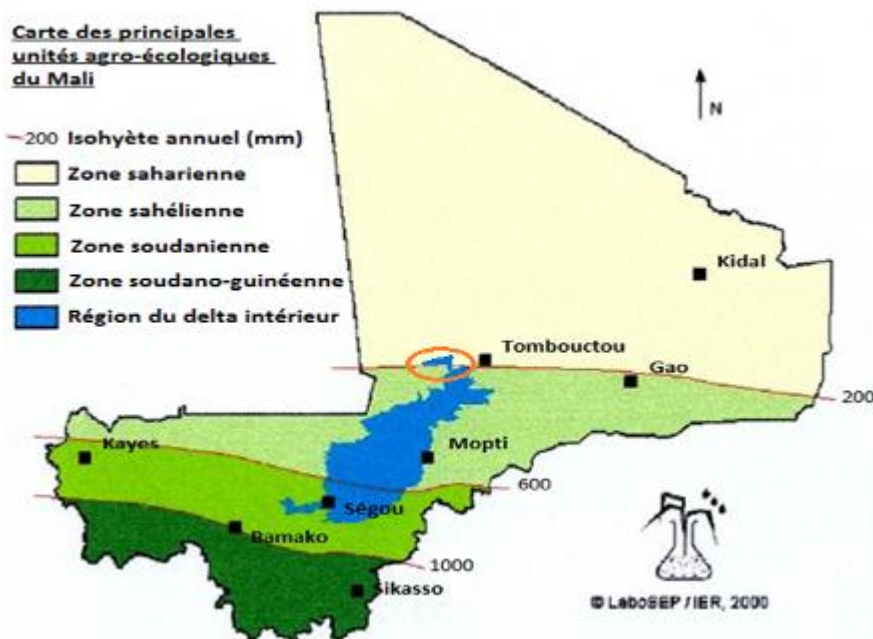 Carte des principales
unités agro-écologiques
du Mali
200 Isohyète annuel (mm)
Zone saharienne
Zone sahélienne
Zone soudanienne
Zone soudano-guinéenne
Région du delta intérieur
N
Kidal
Tombouctou
Gao
200
Kayes
Mopti
600
Ségou
Bamako
1000
Sikasso
© LaboSEP / IER, 2000